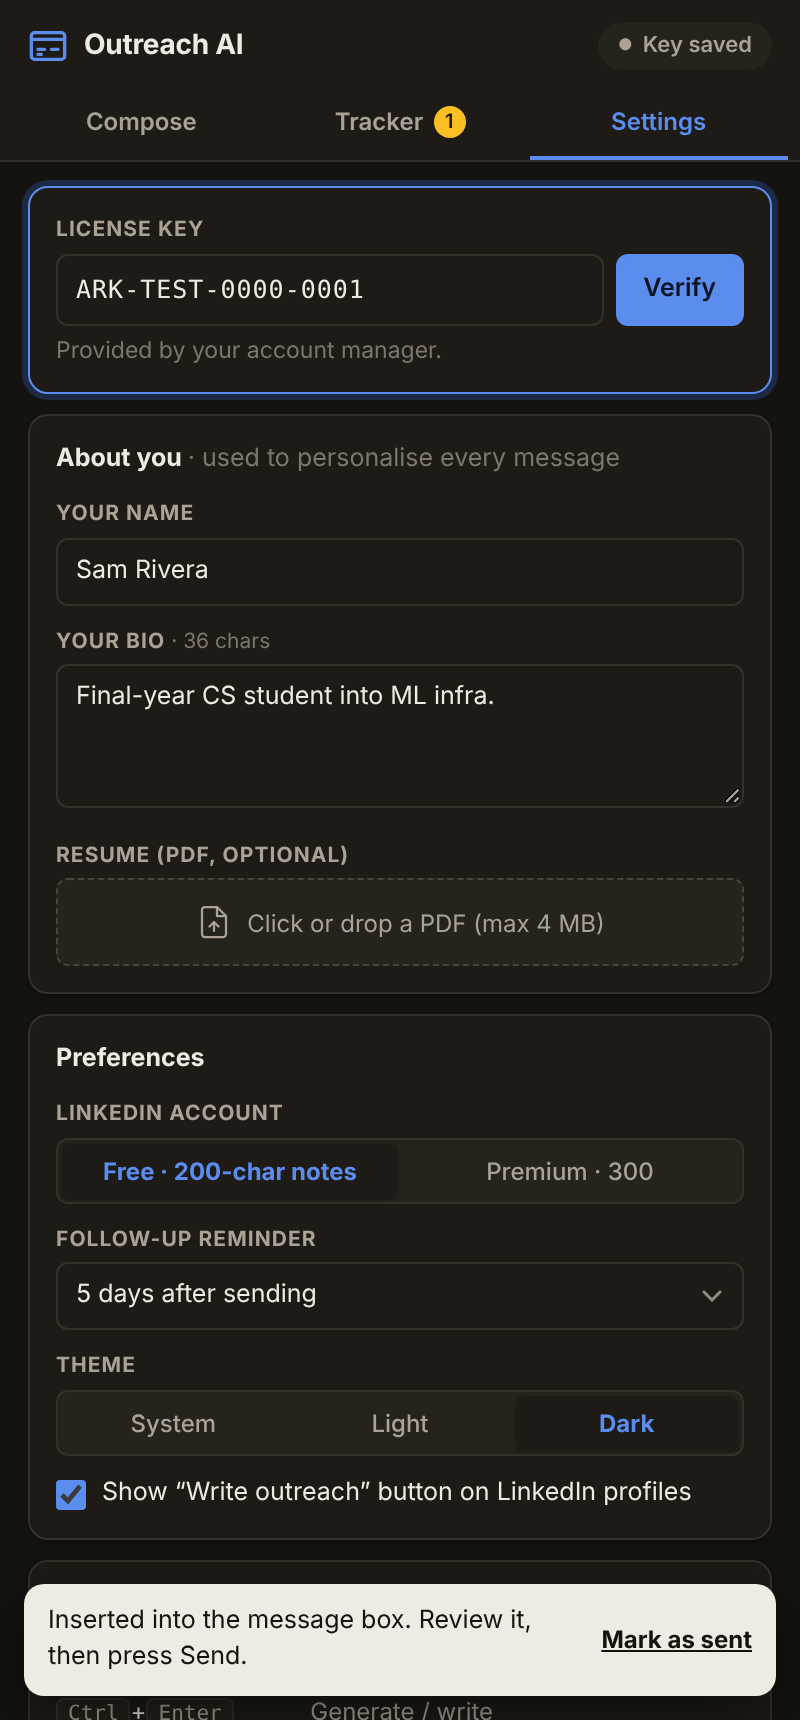 Outreach AI
Key saved
Compose
Tracker 1
Settings
LICENSE KEY
ARK-TEST-0000-0001
Verify
Provided by your account manager.
About you · used to personalise every message
YOUR NAME
Sam Rivera
YOUR BIO · 36 chars
Final-year CS student into ML infra.
RESUME (PDF, OPTIONAL)
Click or drop a PDF (max 4 MB)
Preferences
LINKEDIN ACCOUNT
Free · 200-char notes
Premium · 300
FOLLOW-UP REMINDER
5 days after sending
THEME
System
Light
Dark
Show “Write outreach” button on LinkedIn profiles
Inserted into the message box. Review it,
then press Send.
Mark as sent
Ctrl + Enter
Generate / write